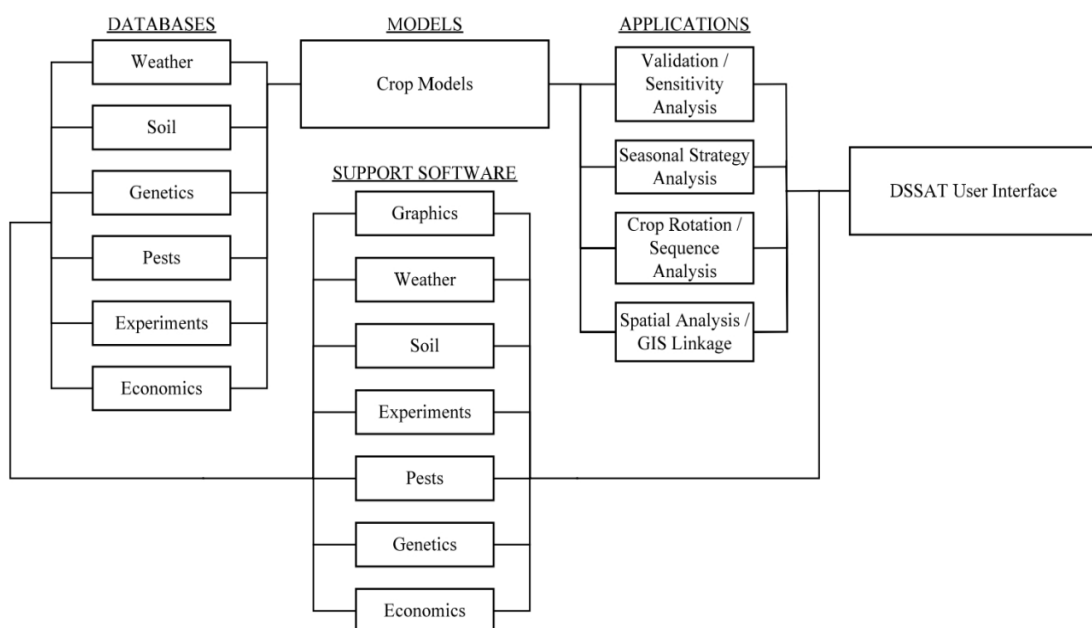 DATABASES
Weather
Soil
Genetics
Pests
Experiments
Economics
MODELS
Crop Models
SUPPORT SOFTWARE
Graphics
Weather
Soil
Experiments
Pests
Genetics
Economics
APPLICATIONS
Validation /
Sensitivity
Analysis
Seasonal Strategy
Analysis
Crop Rotation /
Sequence
Analysis
Spatial Analysis /
GIS Linkage
DSSAT User Interface